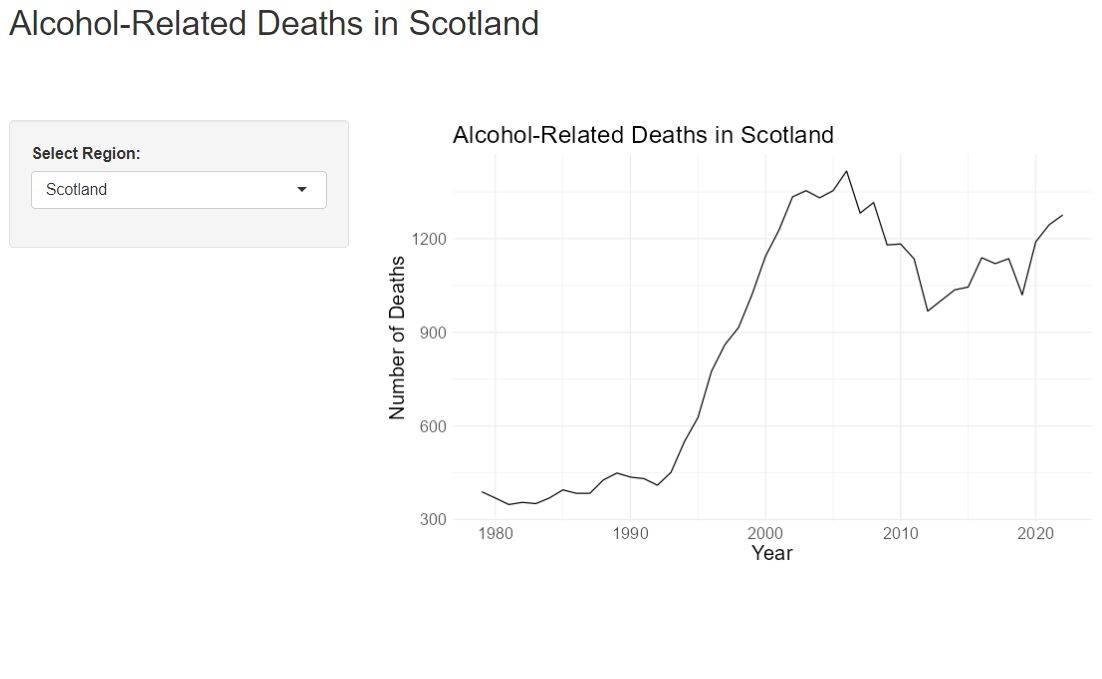 Alcohol-Related Deaths in Scotland
Select Region:
Scotland
Alcohol-Related Deaths in Scotland
Number of Deaths
1200
900
600
300
1980 1990 2000 2010 2020
Year